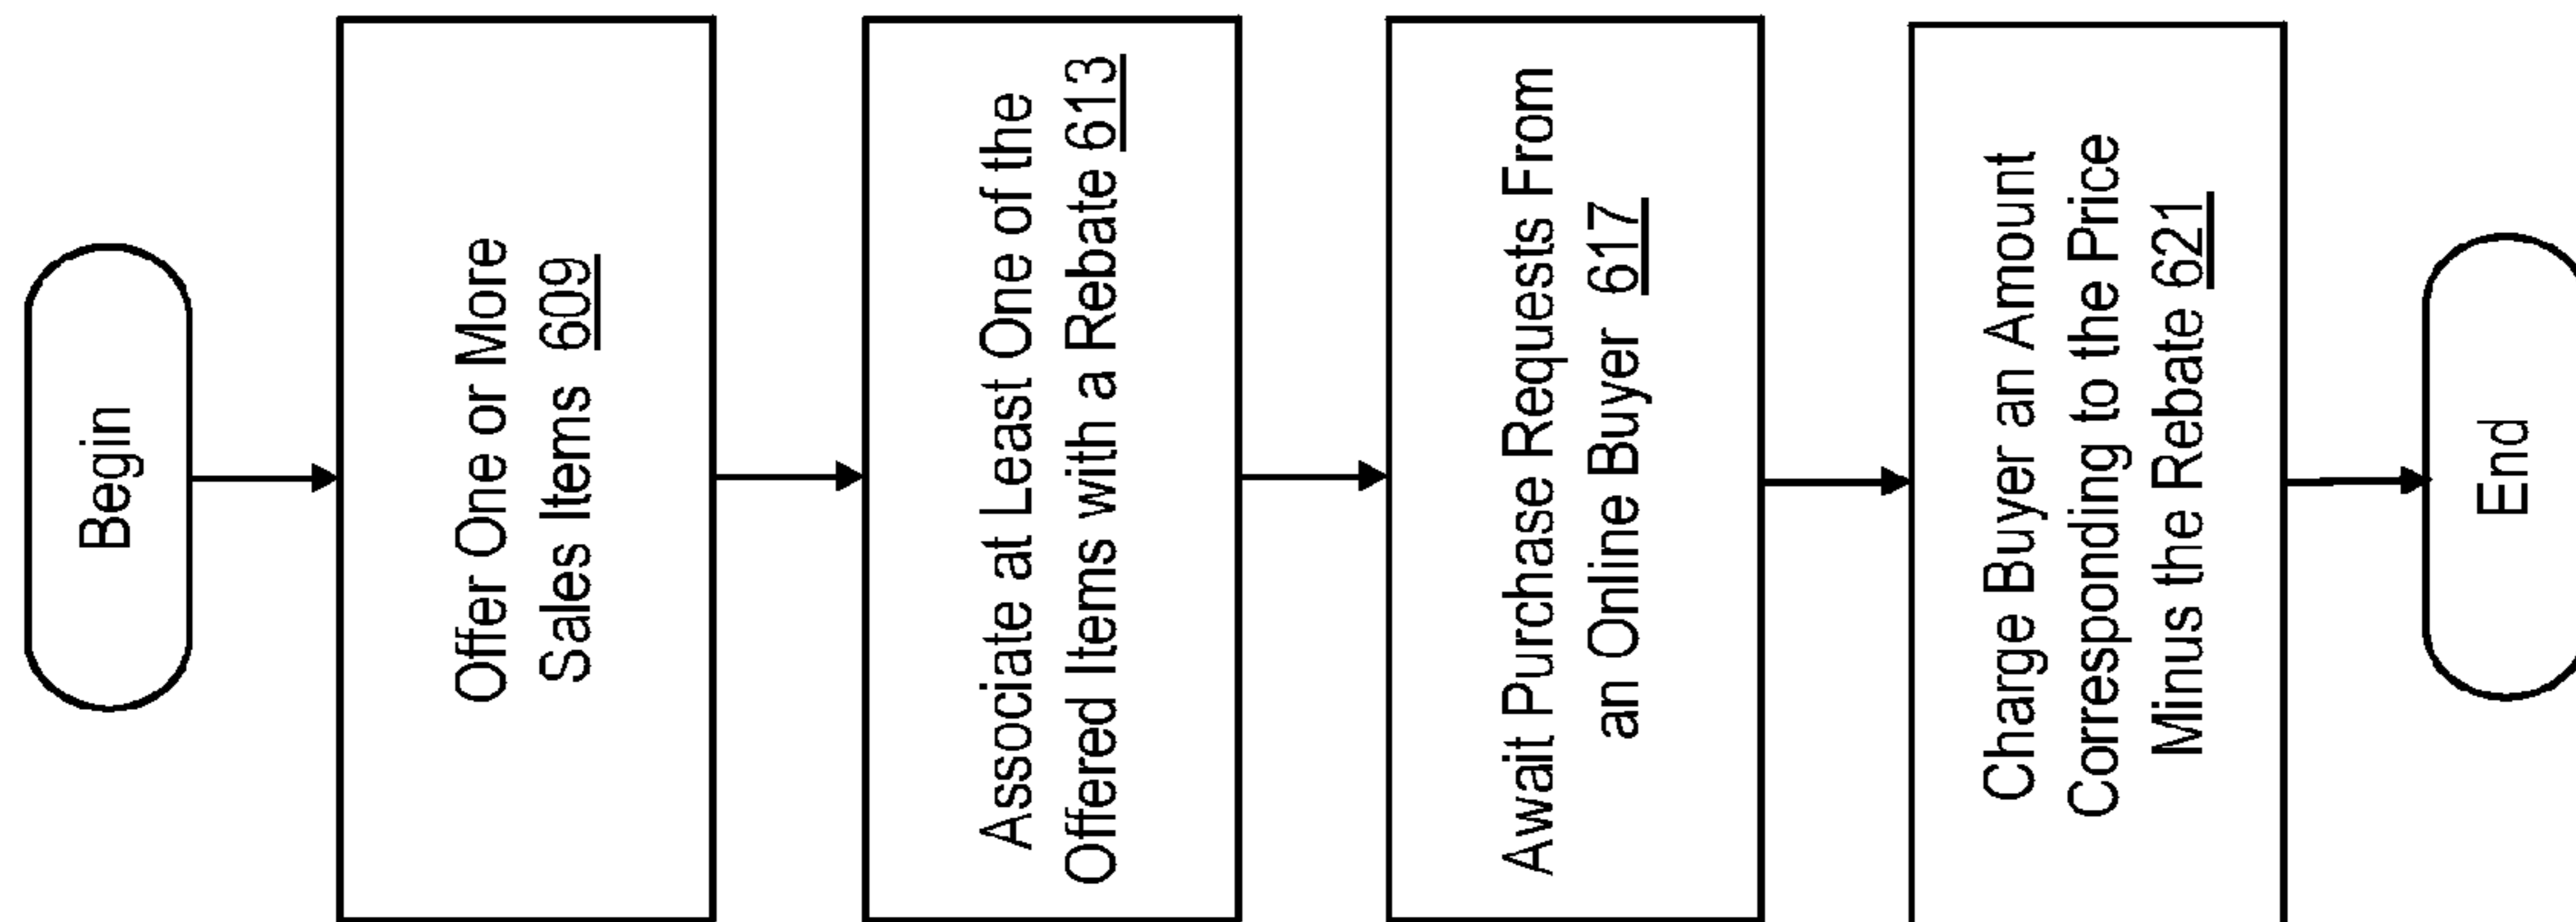 Begin
Offer One or More
Sales Items 609
Associate at Least One of the
Offered Items with a Rebate 613
Await Purchase Requests From
an Online Buyer 617
Charge Buyer an Amount
Corresponding to the Price
Minus the Rebate 621
End